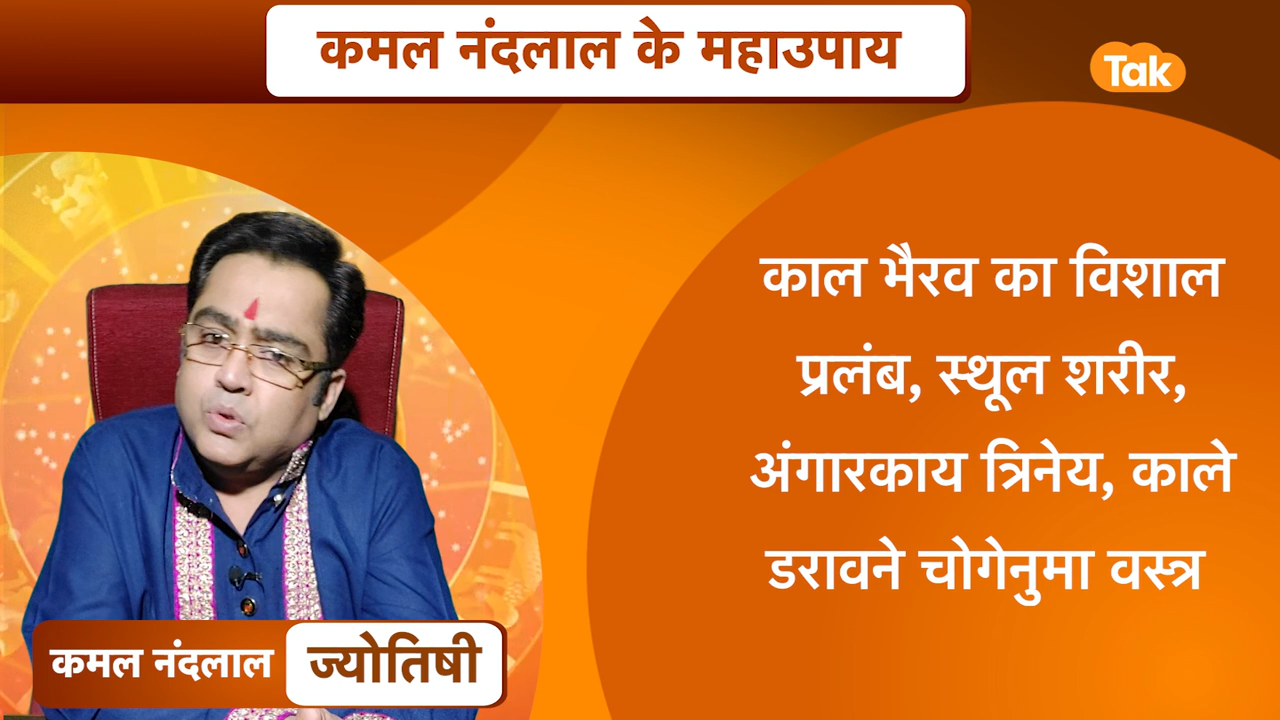 कमल नंदलाल के महाउपाय
Tak
काल भैरव का विशाल
प्रलंब, स्थूल शरीर,
अंगारकाय त्रिनेय, काले
डरावने चोगेनुमा वस्त्र
कमल नंदलाल
ज्योतिषी